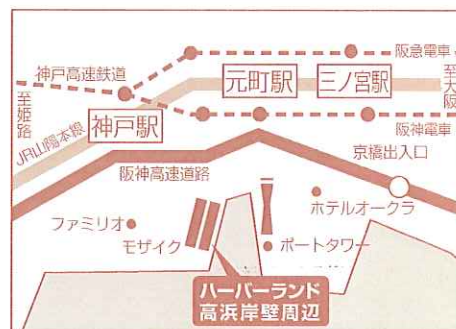 阪急電車
神戸高速鉄道
元町駅
三ノ宮駅
至大阪
至姫路
神戸駅
JR山陽本線
阪神電車
京橋出入口
阪神高速道路
ホテルオークラ
ファミリオ
モザイク
ポートタワー
ハーバーランド
高浜岸壁周辺